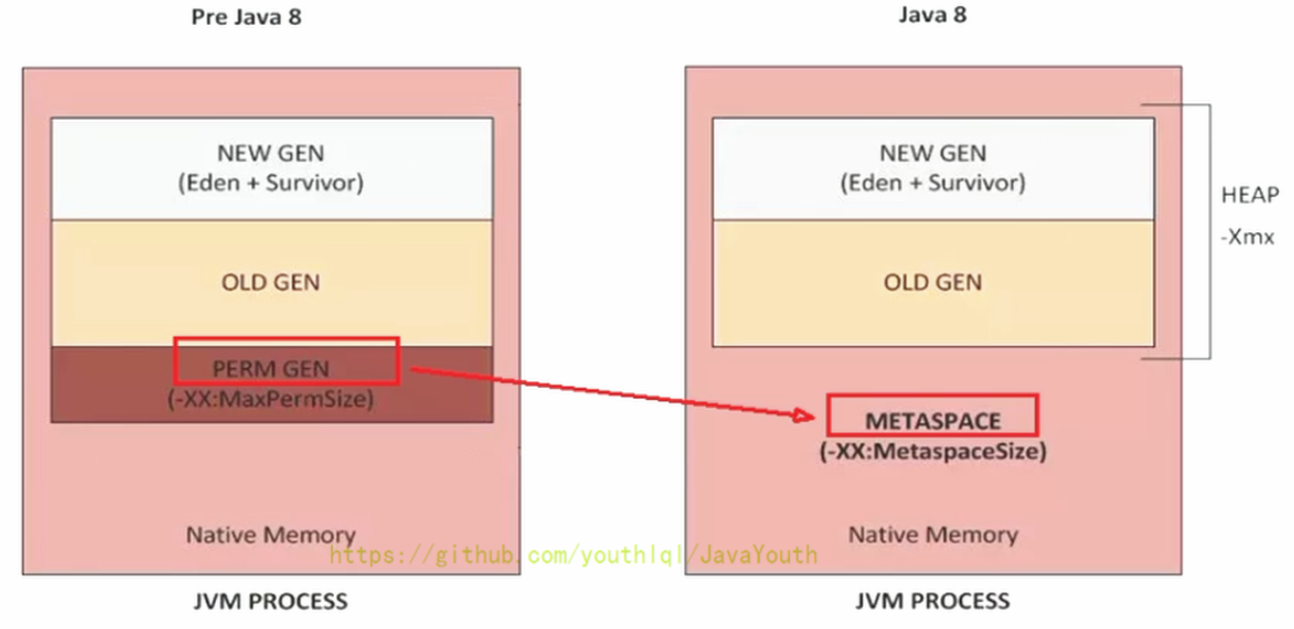 Pre Java 8
NEW GEN
(Eden + Survivor)
OLD GEN
PERM GEN
(-XX:MaxPermSize)
Native Memory
JVM PROCESS
Java 8
NEW GEN
(Eden + Survivor)
OLD GEN
HEAP
-Xmx
METASPACE
(-XX:MetaspaceSize)
Native Memory
JVM PROCESS
https://github.com/youthlql/JavaYouth